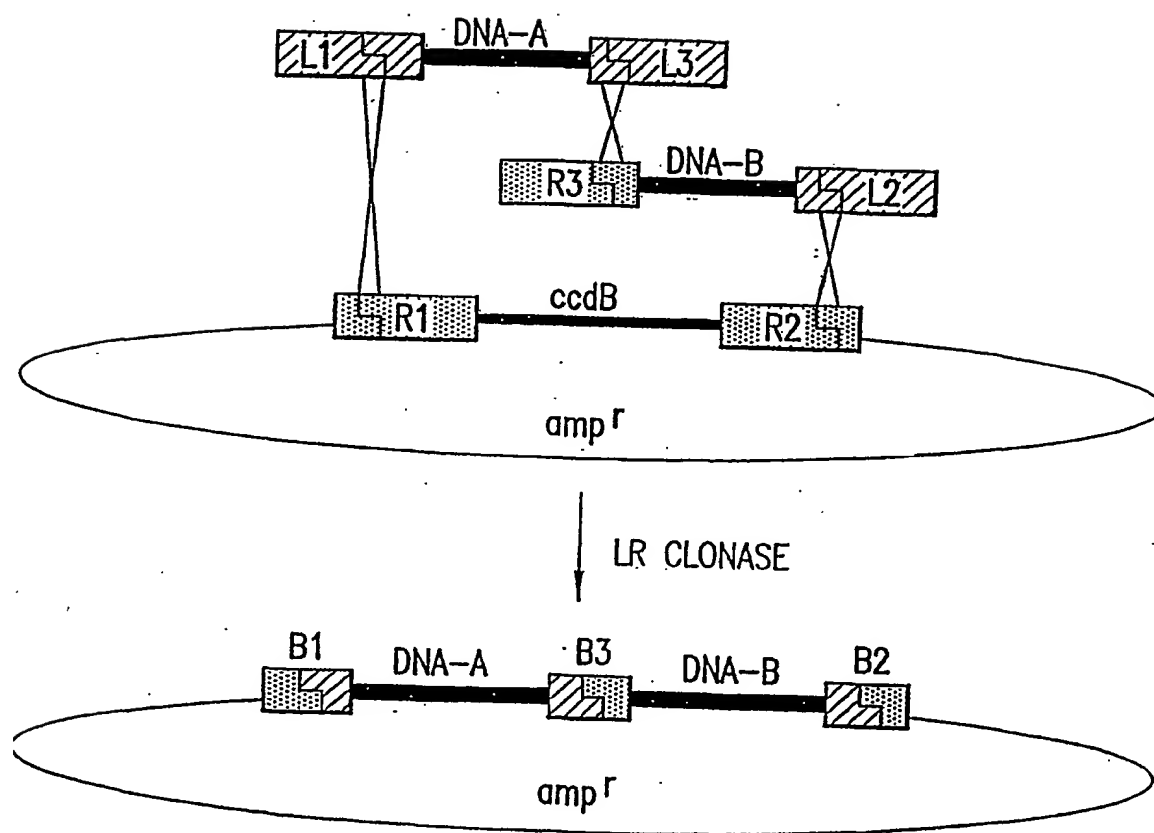 DNA-A
L1
L3
DNA-B
R3
L2
ccdB
R1
R2
amp^r
LR CLONASE
B1
DNA-A
B3
DNA-B
B2
amp^r